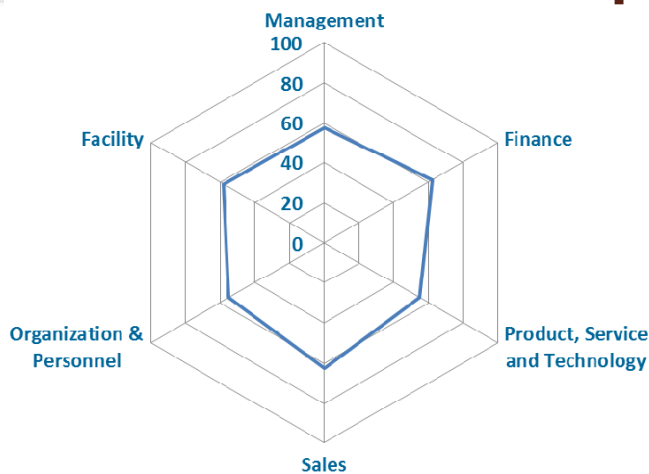 Management
100
80
Facility
60
Finance
40
20
0
Organization &
Personnel
Product, Service
and Technology
Sales